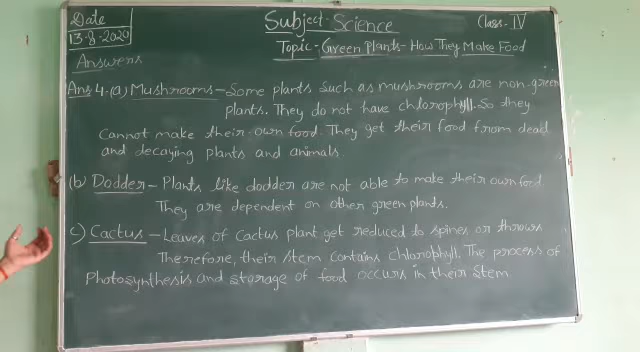 Date
13-8-2020
Subject-Science
Class-IV
Topic-Green Plants-How They Make Food
Answers
Ans 4.(a) Mushrooms - Some plants such as mushrooms are non-green
plants. They do not have chlorophyll. So they
cannot make their own food. They get their food from dead
and decaying plants and animals.
(b) Dodder - Plants like dodder are not able to make their own food.
They are dependent on other green plants.
c) Cactus - Leaves of Cactus plant get reduced to spines or
Therefore, their stem contains chlorophyll. The process of
Photosynthesis and storage of food occurs in their stem